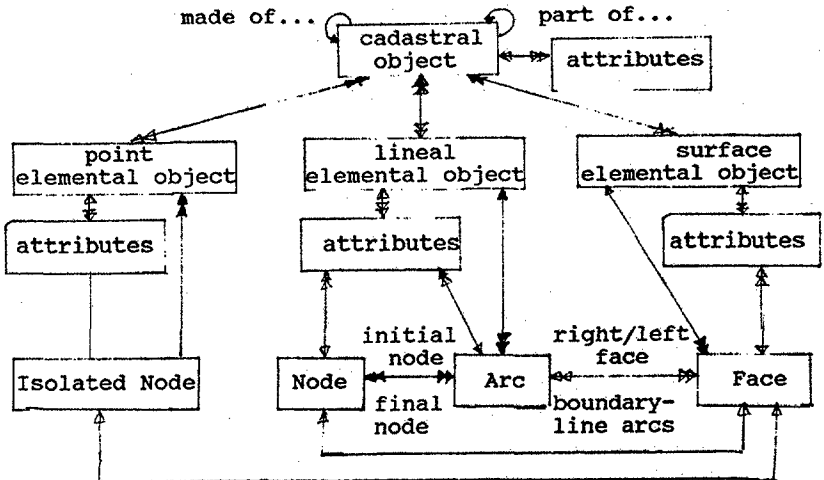 made of...
part of...
cadastral
object
attributes
point
elemental object
lineal
elemental object
surface
elemental object
attributes
attributes
attributes
initial
node
right/left
face
Isolated Node
Node
Arc
Face
final
node
boundary-
line arcs